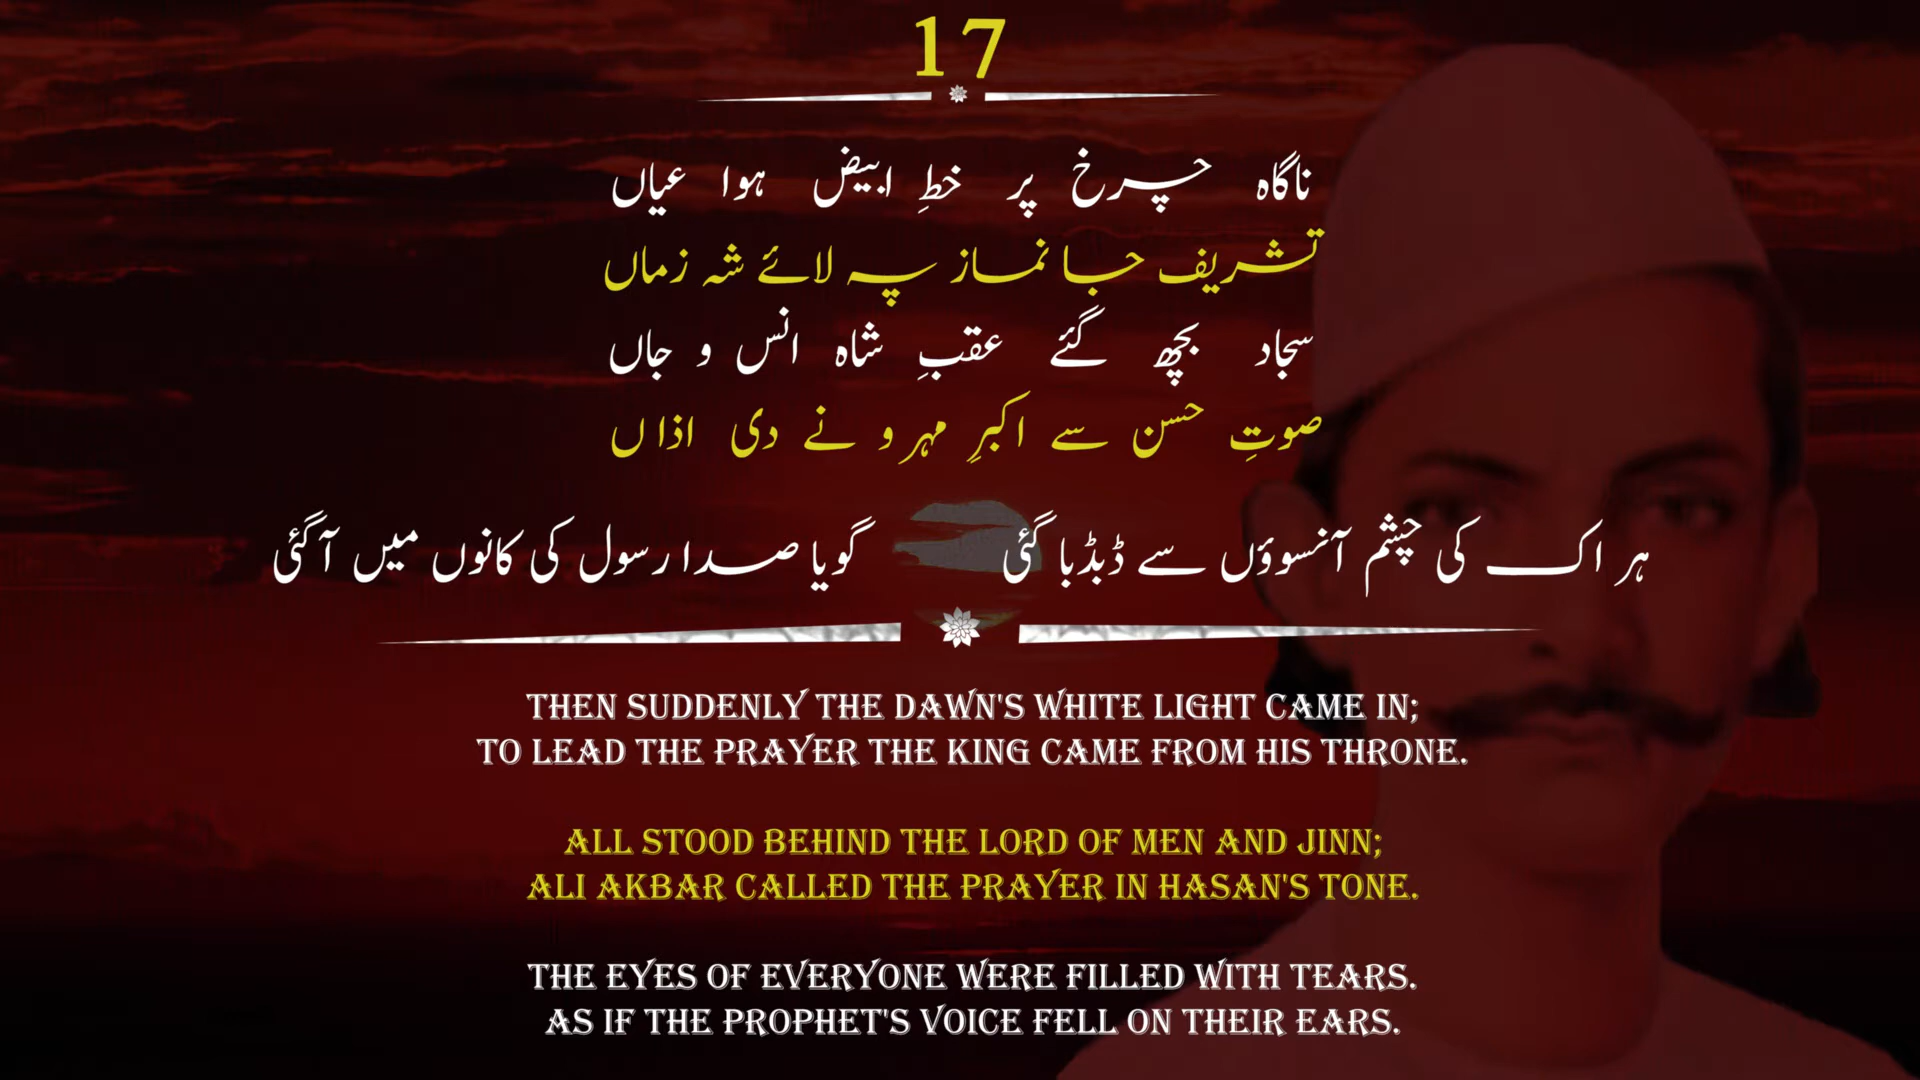 17
ناگاہ چرخ پر خطِ ابیض ہوا عیاں
تشریف جا نماز پہ لائے شہ زماں
سجاد بچھ گئے عقبِ شاہ انس و جاں
صوتِ حسن سے اکبرِ مہرو نے دی اذاں
ہر اک کی چشم آنسوؤں سے ڈبڈبا گئی گویا صدا رسول کی کانوں میں آگئی
THEN SUDDENLY THE DAWN'S WHITE LIGHT CAME IN;
TO LEAD THE PRAYER THE KING CAME FROM HIS THRONE.
ALL STOOD BEHIND THE LORD OF MEN AND JINN;
ALI AKBAR CALLED THE PRAYER IN HASAN'S TONE.
THE EYES OF EVERYONE WERE FILLED WITH TEARS.
AS IF THE PROPHET'S VOICE FELL ON THEIR EARS.